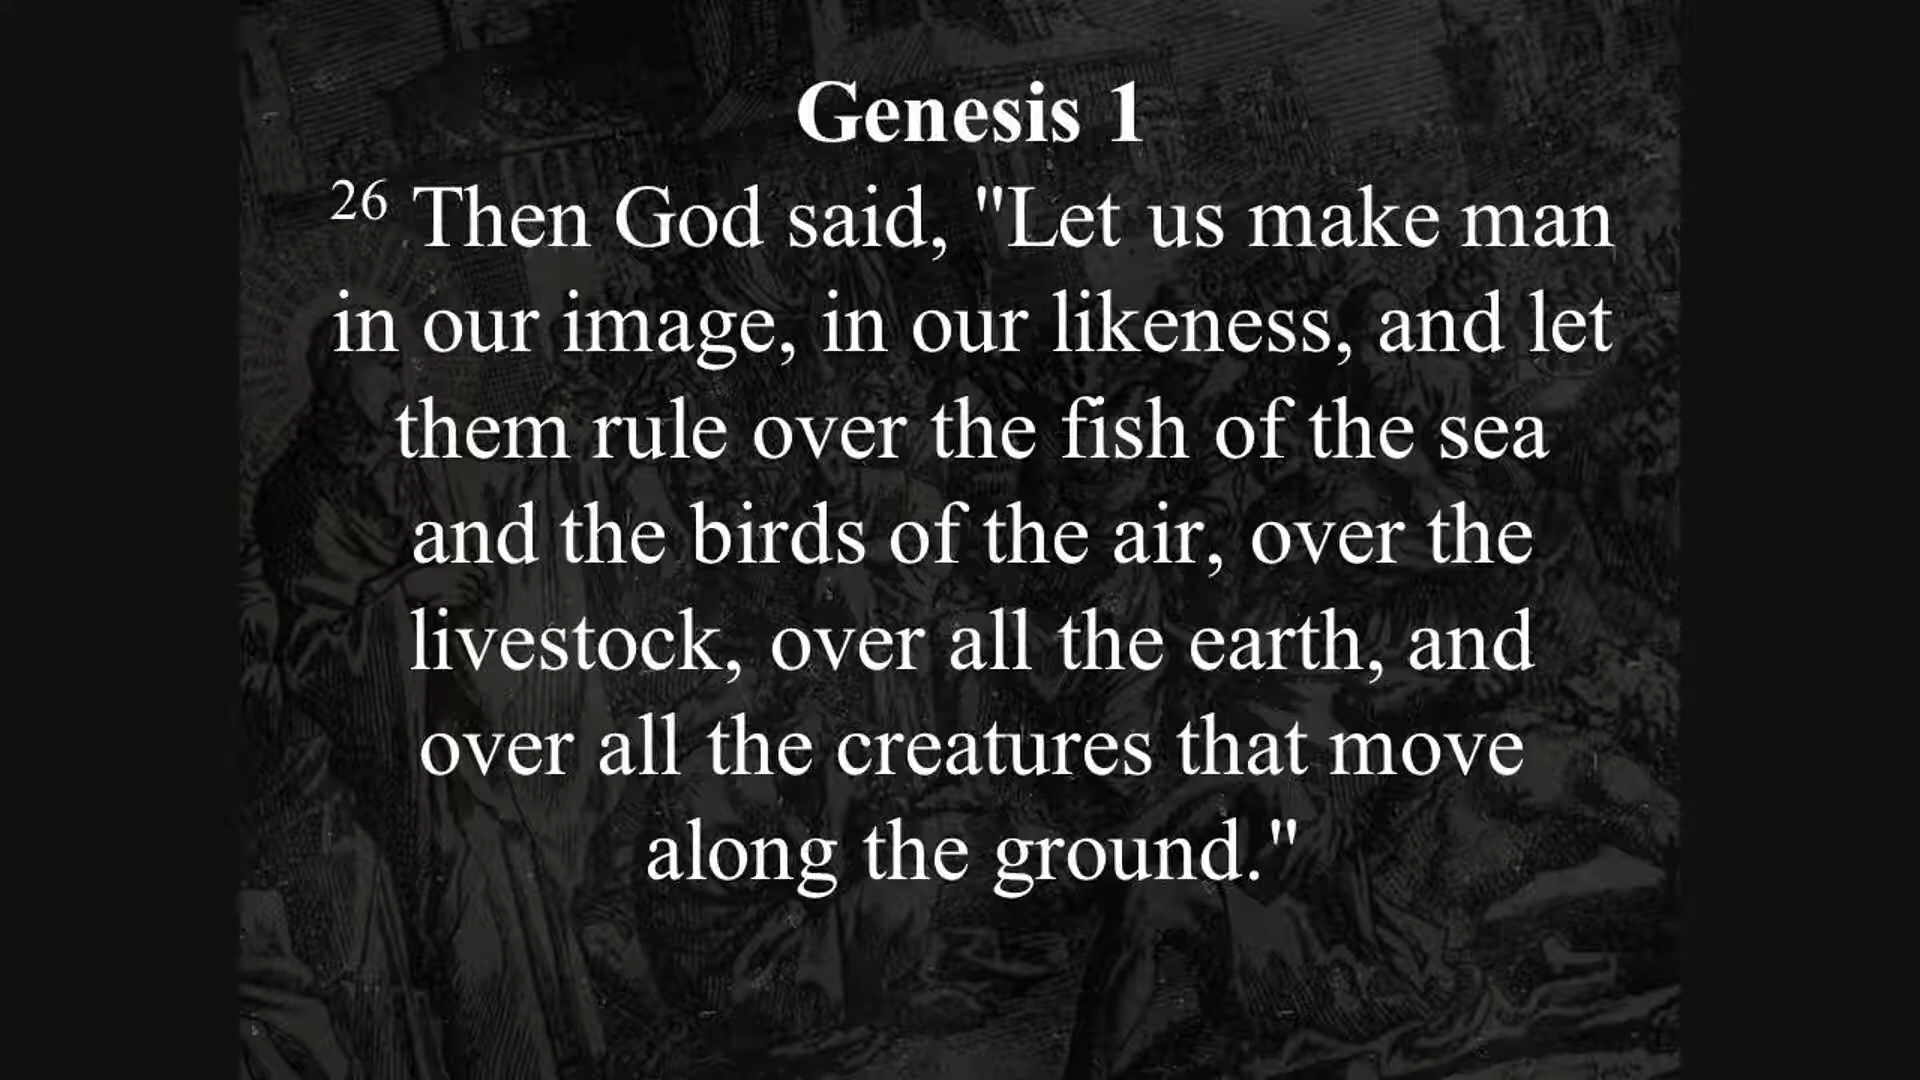 Genesis 1
26 Then God said, "Let us make man
in our image, in our likeness, and let
them rule over the fish of the sea
and the birds of the air, over the
livestock, over all the earth, and
over all the creatures that move
along the ground."